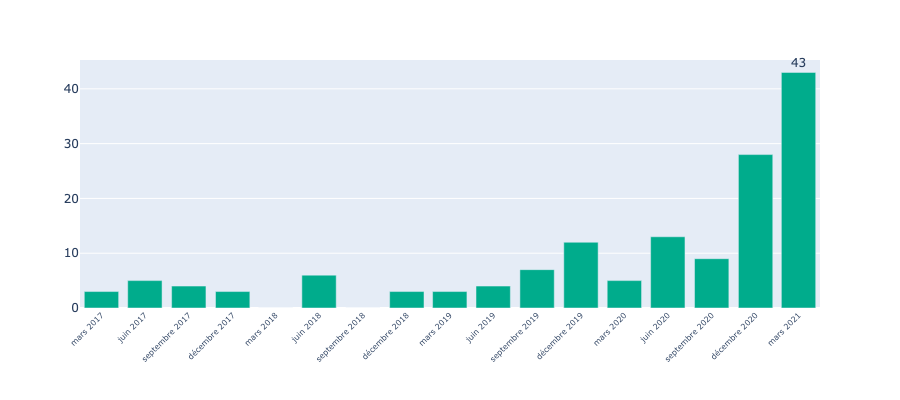 43
40
30
20
10
0
mars 2017
juin 2017
septembre 2017
décembre 2017
mars 2018
juin 2018
septembre 2018
décembre 2018
mars 2019
juin 2019
septembre 2019
décembre 2019
mars 2020
juin 2020
septembre 2020
décembre 2020
mars 2021